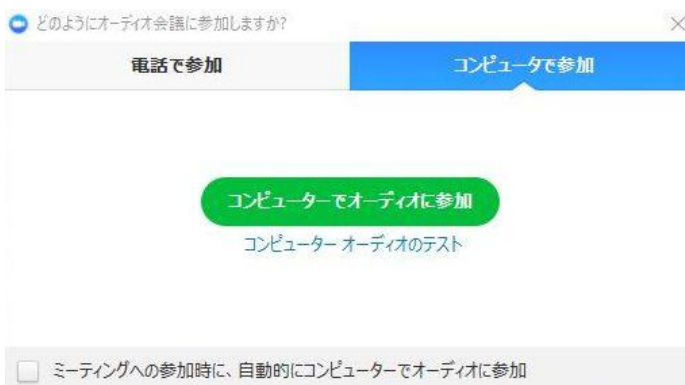 どのようにオーディオ会議に参加しますか?
電話で参加
コンピュータで参加
コンピューターでオーディオに参加
コンピューター オーディオのテスト
ミーティングへの参加時に、自動的にコンピューターでオーディオに参加